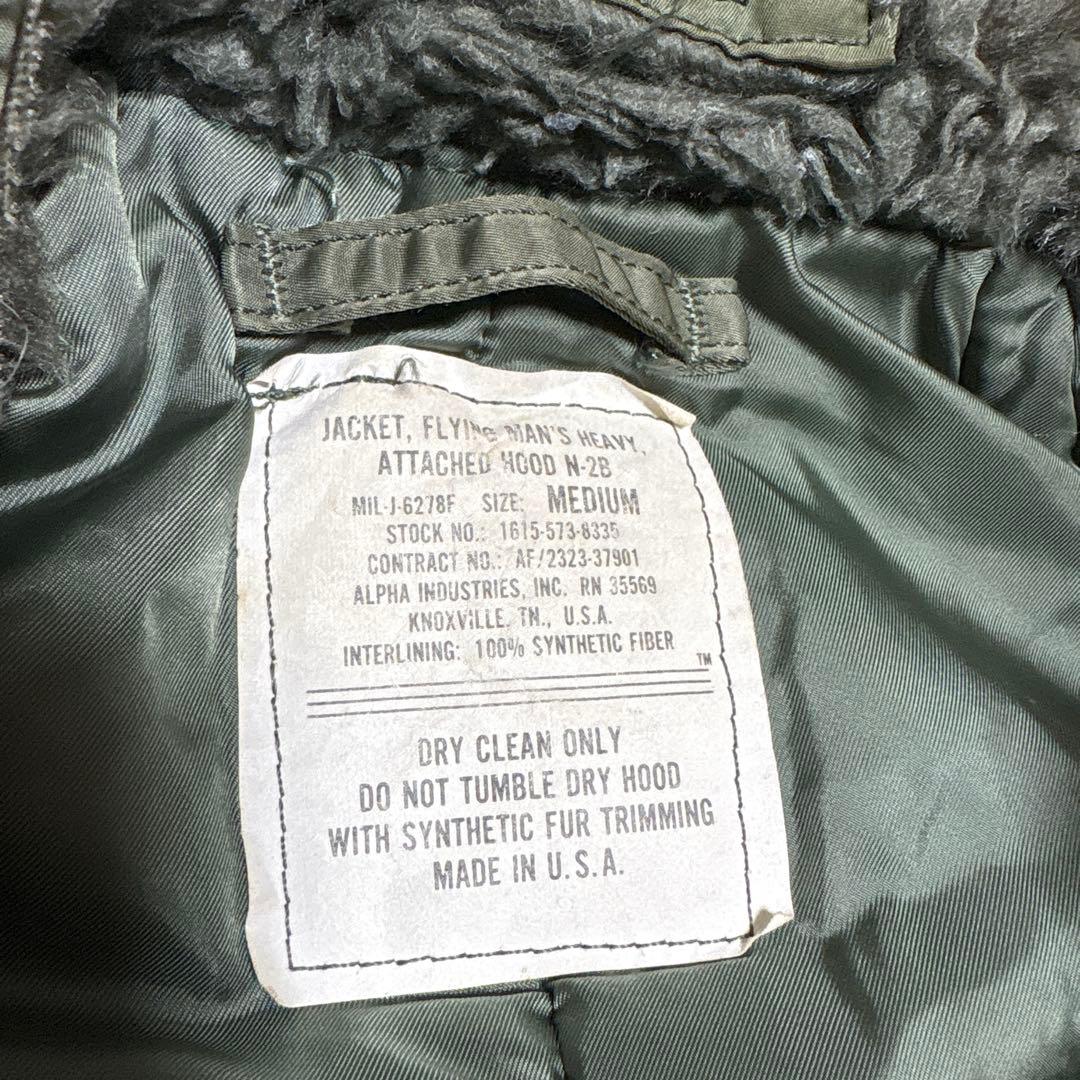 JACKET, FLYING MAN'S HEAVY,
ATTACHED HOOD N-2B
MIL-J-6278F SIZE: MEDIUM
STOCK NO.: 1615-573-8335
CONTRACT NO.: AF/2323-37901
ALPHA INDUSTRIES, INC. RN 35569
KNOXVILLE. TN., U.S.A.
INTERLINING: 100% SYNTHETIC FIBER
TM
DRY CLEAN ONLY
DO NOT TUMBLE DRY HOOD
WITH SYNTHETIC FUR TRIMMING
MADE IN U.S.A.